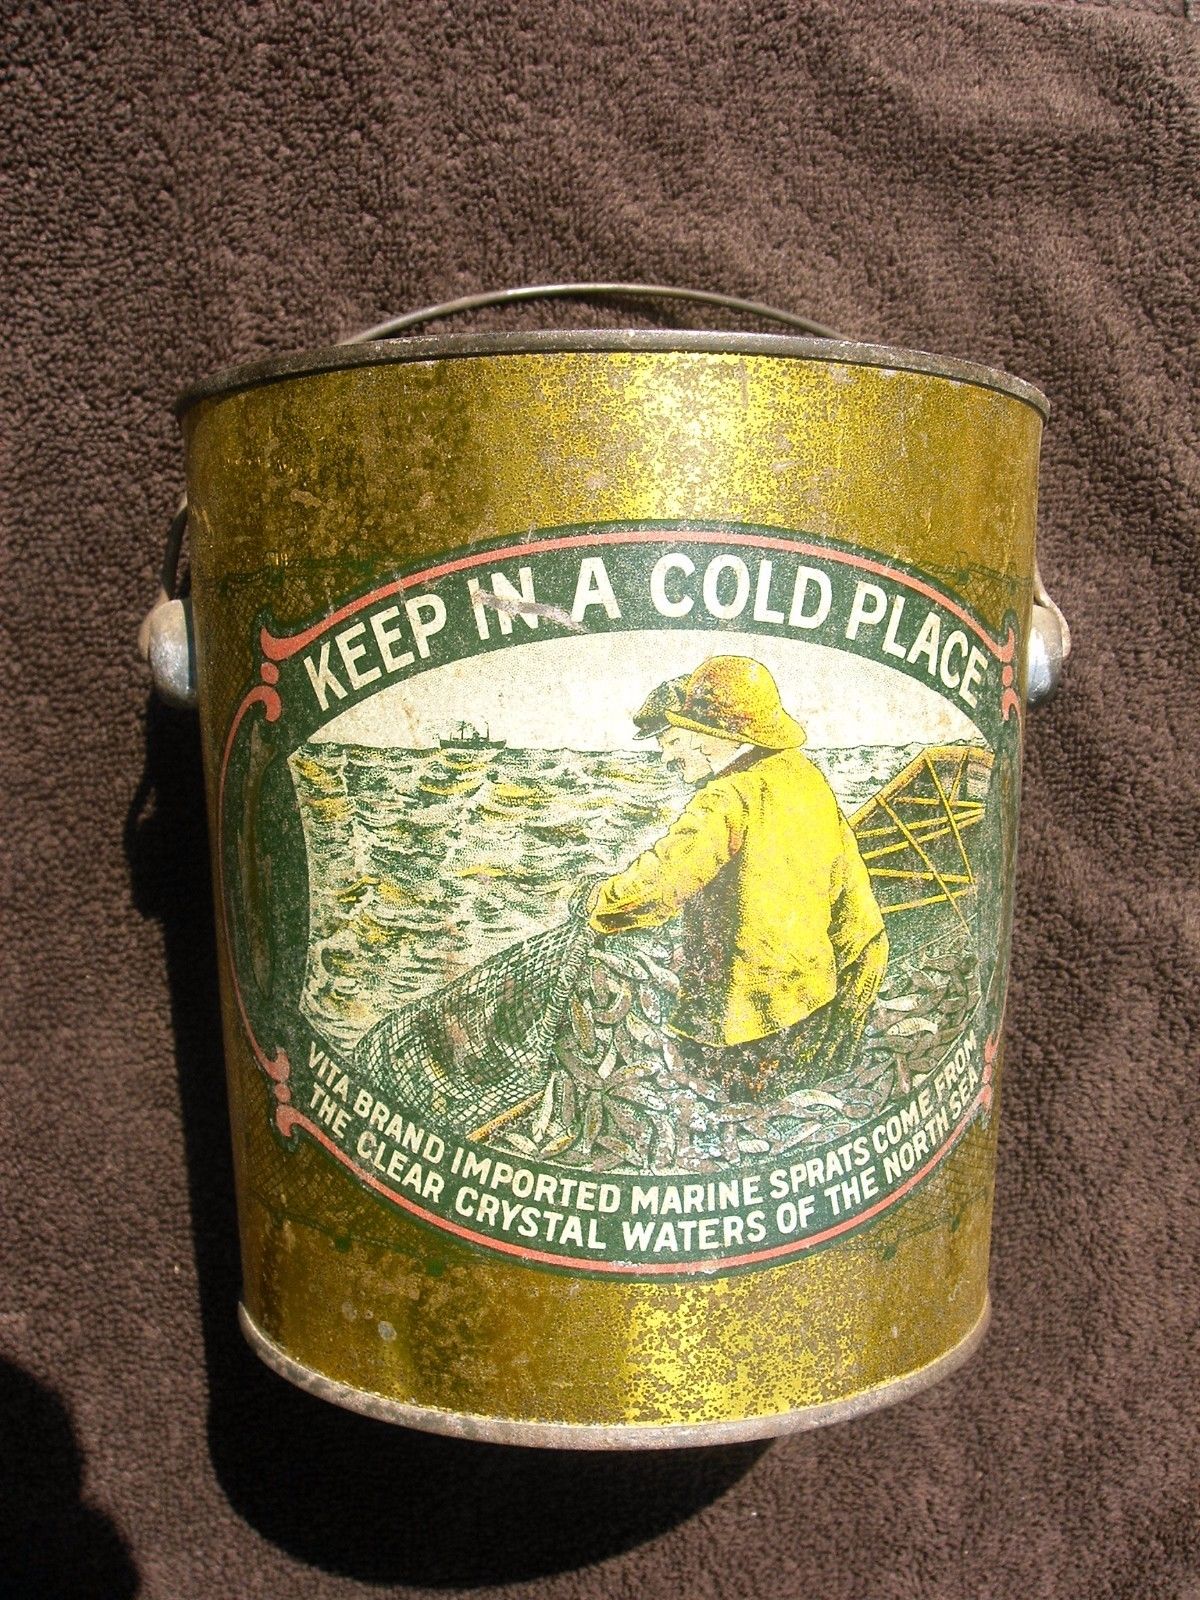 KEEP IN A COLD PLACE
VITA BRAND IMPORTED MARINE SPRATS COME FROM
THE CLEAR CRYSTAL WATERS OF THE NORTH SEA